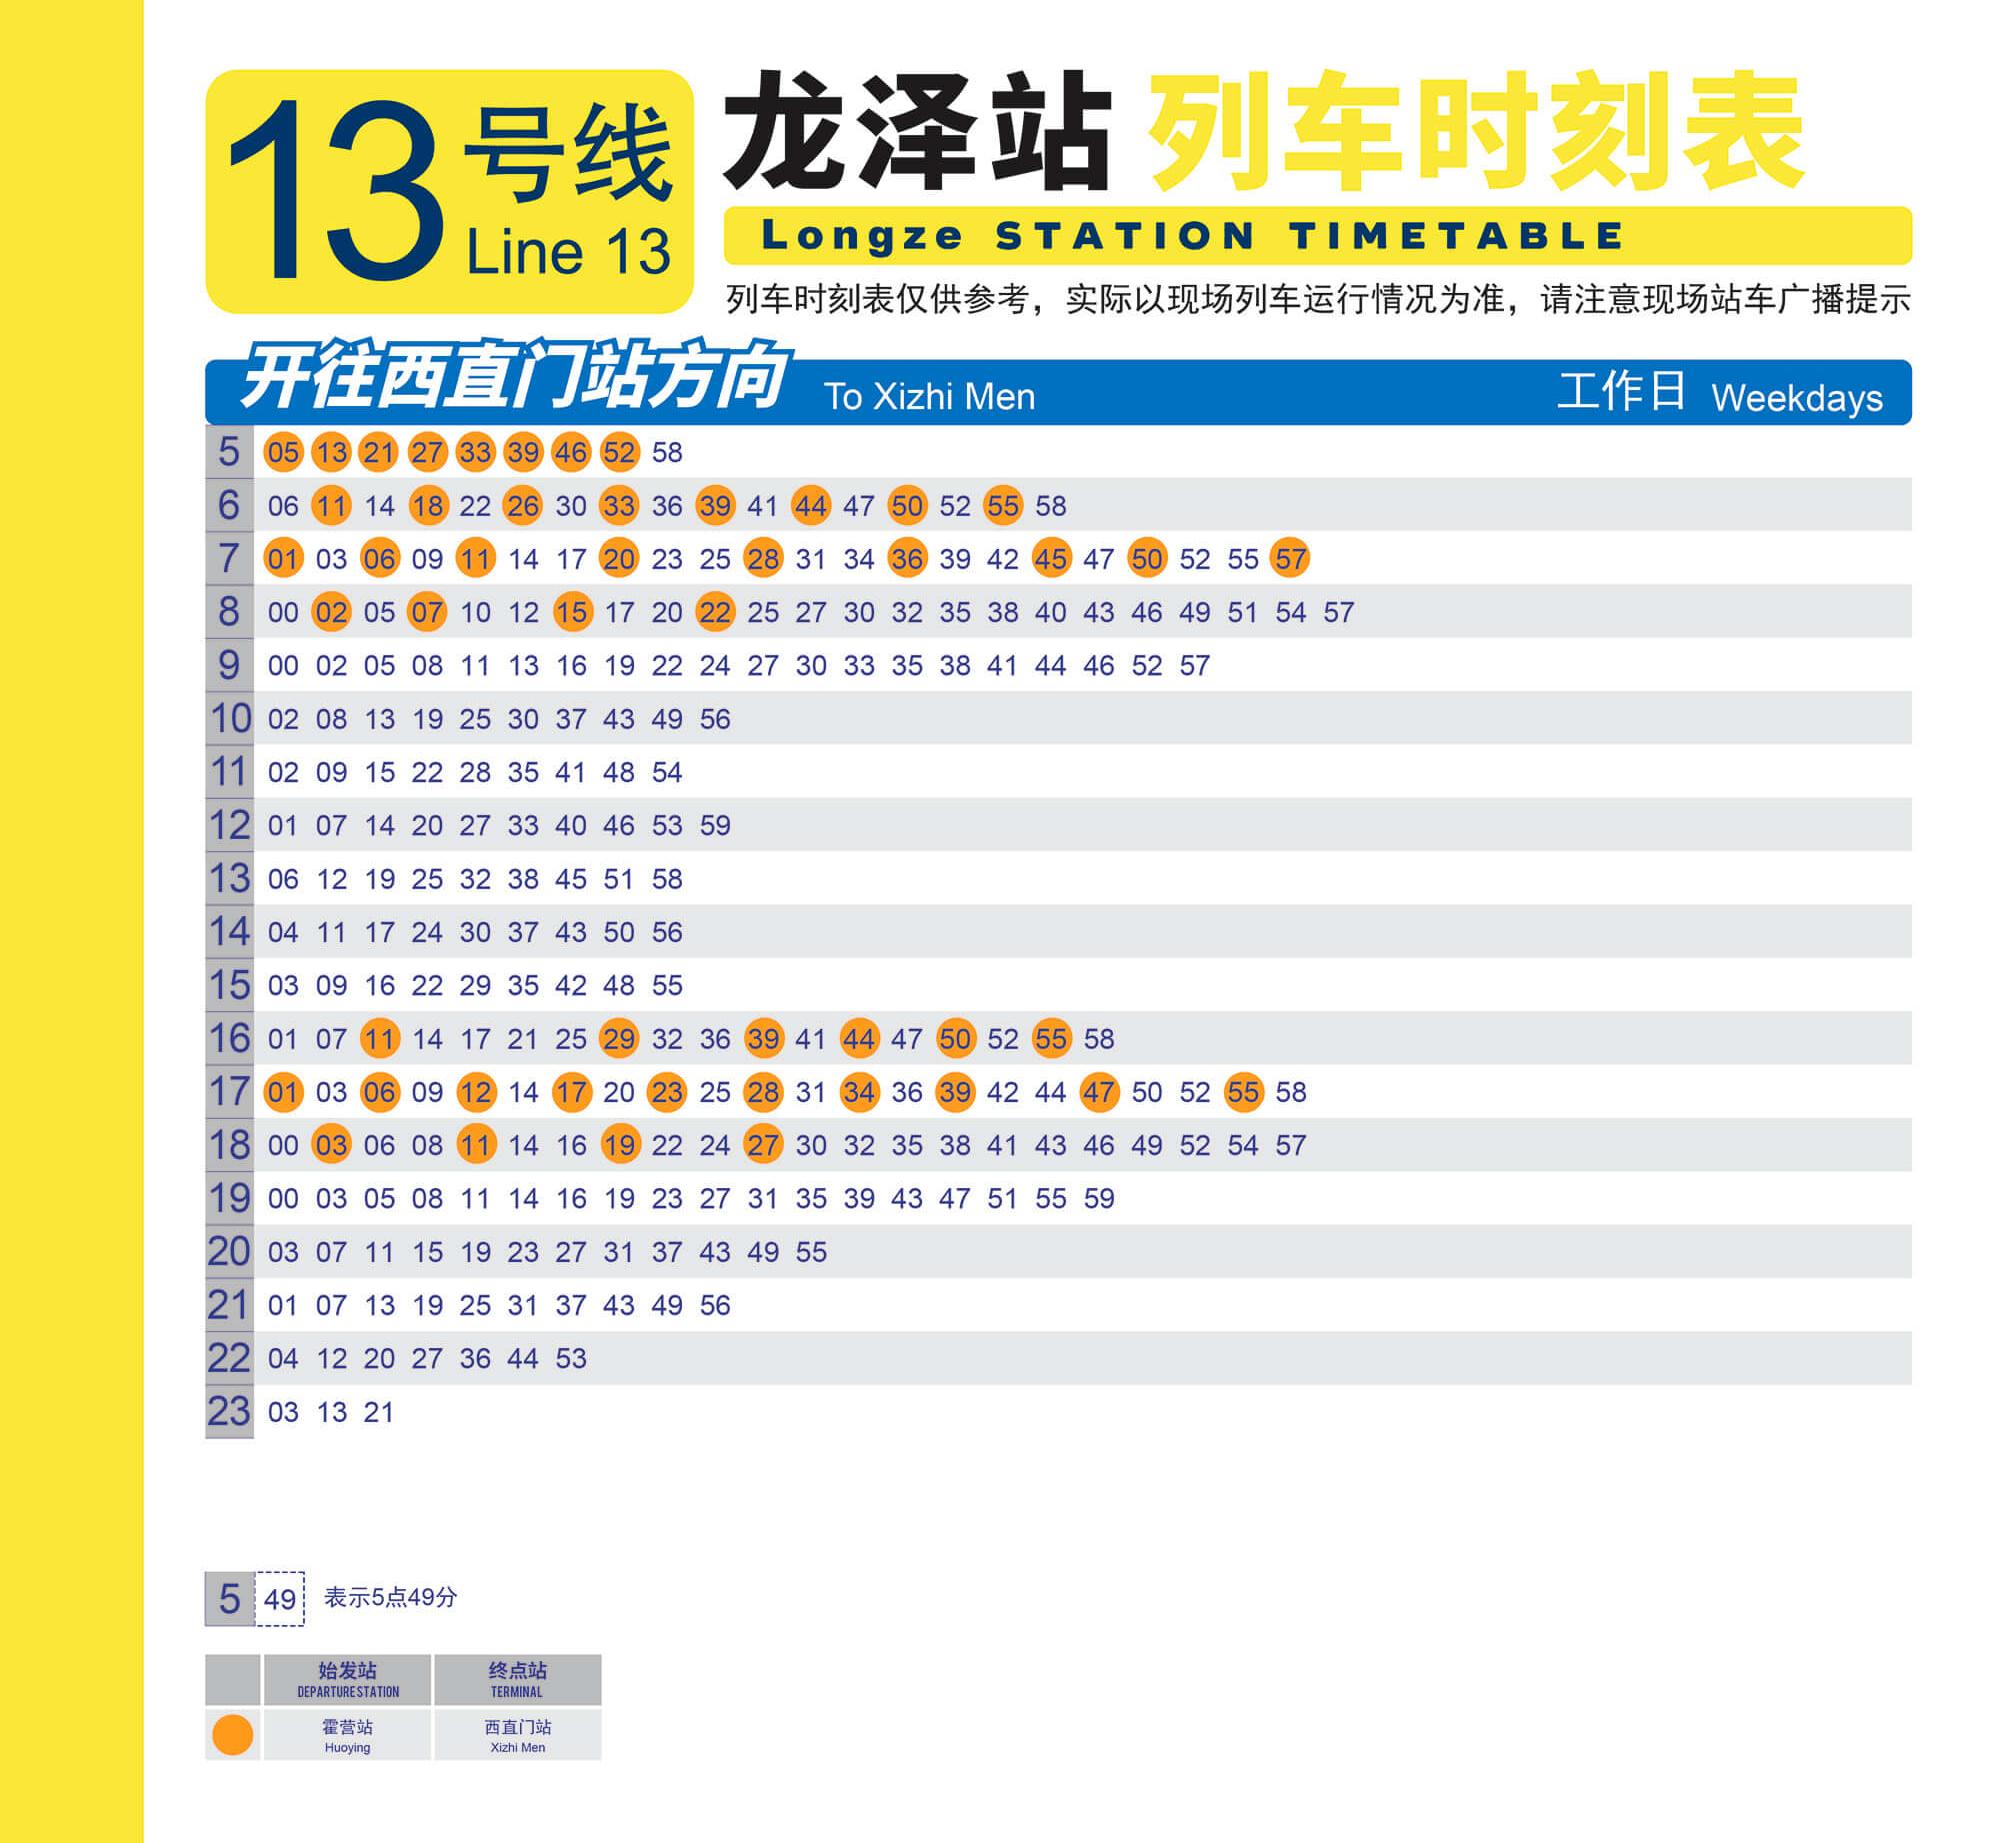 13 号线 Line 13
龙泽站 列车时刻表
Longze STATION TIMETABLE
列车时刻表仅供参考，实际以现场列车运行情况为准，请注意现场站车广播提示
开往西直门站方向 To Xizhi Men 工作日 Weekdays
5 05 13 21 27 33 39 46 52 58
6 06 11 14 18 22 26 30 33 36 39 41 44 47 50 52 55 58
7 01 03 06 09 11 14 17 20 23 25 28 31 34 36 39 42 45 47 50 52 55 57
8 00 02 05 07 10 12 15 17 20 22 25 27 30 32 35 38 40 43 46 49 51 54 57
9 00 02 05 08 11 13 16 19 22 24 27 30 33 35 38 41 44 46 52 57
10 02 08 13 19 25 30 37 43 49 56
11 02 09 15 22 28 35 41 48 54
12 01 07 14 20 27 33 40 46 53 59
13 06 12 19 25 32 38 45 51 58
14 04 11 17 24 30 37 43 50 56
15 03 09 16 22 29 35 42 48 55
16 01 07 11 14 17 21 25 29 32 36 39 41 44 47 50 52 55 58
17 01 03 06 09 12 14 17 20 23 25 28 31 34 36 39 42 44 47 50 52 55 58
18 00 03 06 08 11 14 16 19 22 24 27 30 32 35 38 41 43 46 49 52 54 57
19 00 03 05 08 11 14 16 19 23 27 31 35 39 43 47 51 55 59
20 03 07 11 15 19 23 27 31 37 43 49 55
21 01 07 13 19 25 31 37 43 49 56
22 04 12 20 27 36 44 53
23 03 13 21
5 49 表示5点49分
始发站 终点站
DEPARTURE STATION TERMINAL
霍营站 西直门站
Huoying Xizhi Men